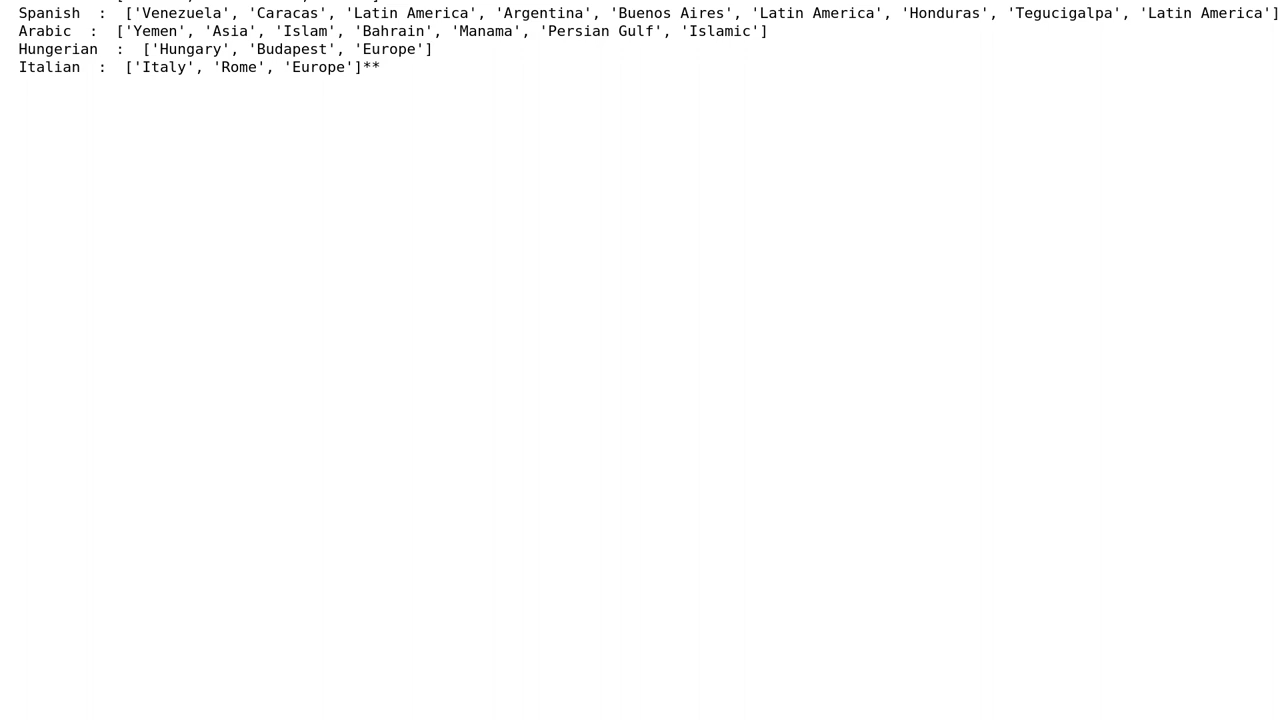 Spanish  :  ['Venezuela', 'Caracas', 'Latin America', 'Argentina', 'Buenos Aires', 'Latin America', 'Honduras', 'Tegucigalpa', 'Latin America']
Arabic  :  ['Yemen', 'Asia', 'Islam', 'Bahrain', 'Manama', 'Persian Gulf', 'Islamic']
Hungerian  :  ['Hungary', 'Budapest', 'Europe']
Italian  :  ['Italy', 'Rome', 'Europe']**